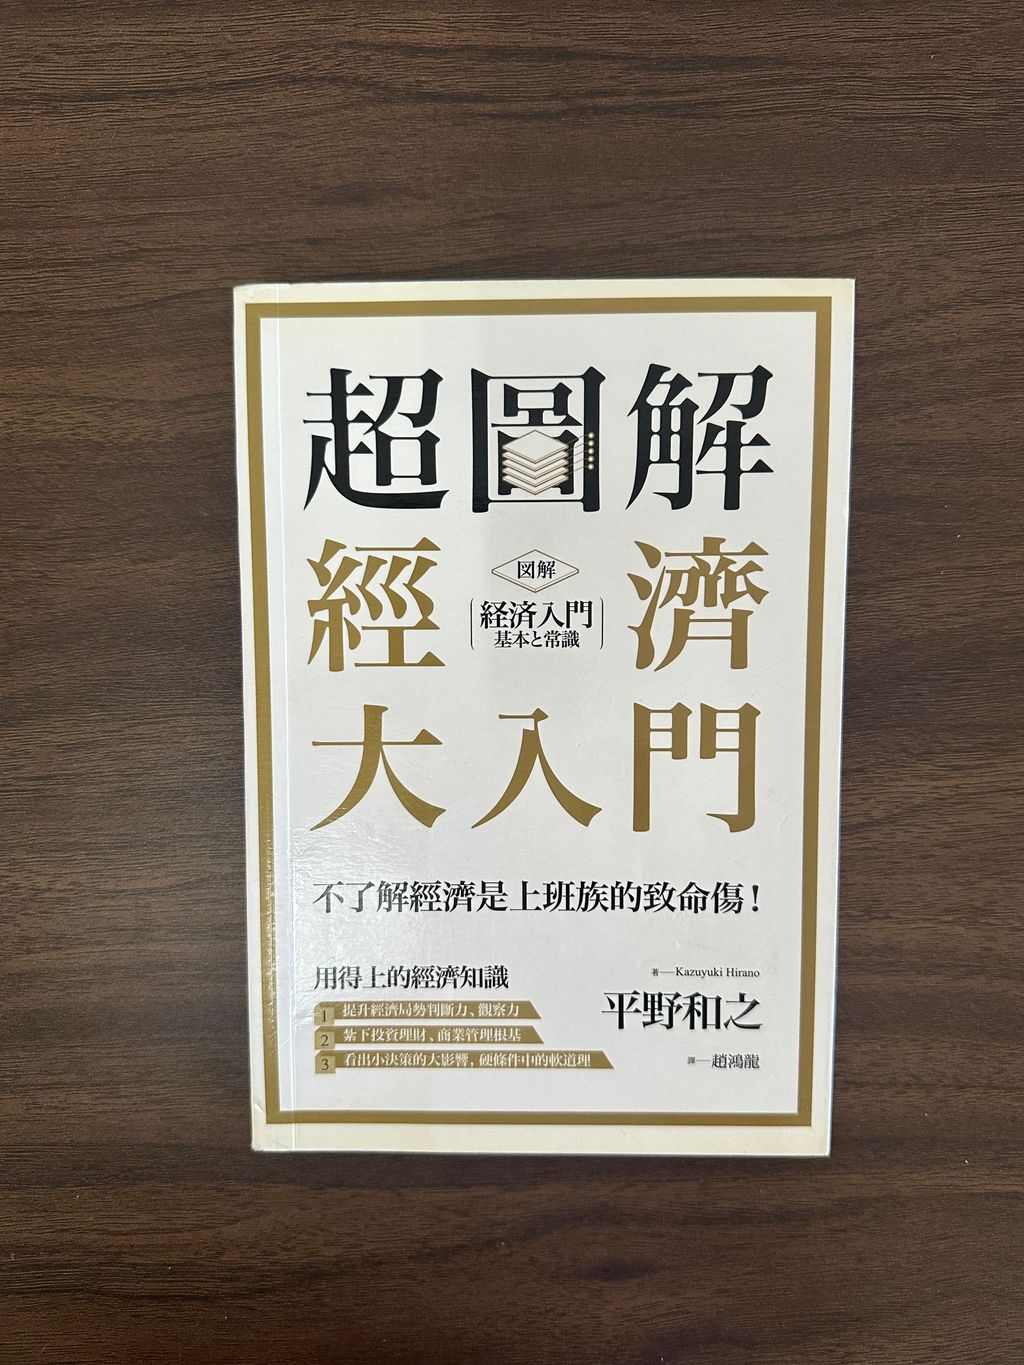 超圖解
經濟
図解
経済入門
基本と常識
大入門
不了解經濟是上班族的致命傷！
用得上的經濟知識
1 提升經濟局勢判斷力、觀察力
2 紮下投資理財、商業管理根基
3 看出小決策的大影響，硬條件中的軟道理
著──Kazuyuki Hirano
平野和之
譯──趙鴻龍